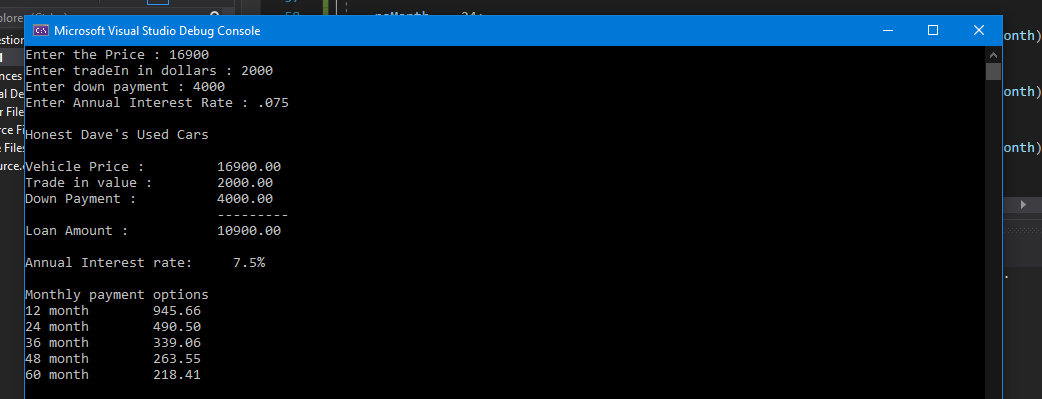 Microsoft Visual Studio Debug Console
Enter the Price : 16900
Enter tradeIn in dollars : 2000
Enter down payment : 4000
Enter Annual Interest Rate : .075
Honest Dave's Used Cars
Vehicle Price : 16900.00
Trade in value : 2000.00
Down Payment : 4000.00
---------
Loan Amount : 10900.00
Annual Interest rate: 7.5%
Monthly payment options
12 month 945.66
24 month 490.50
36 month 339.06
48 month 263.55
60 month 218.41
onth)
onth)
onth)